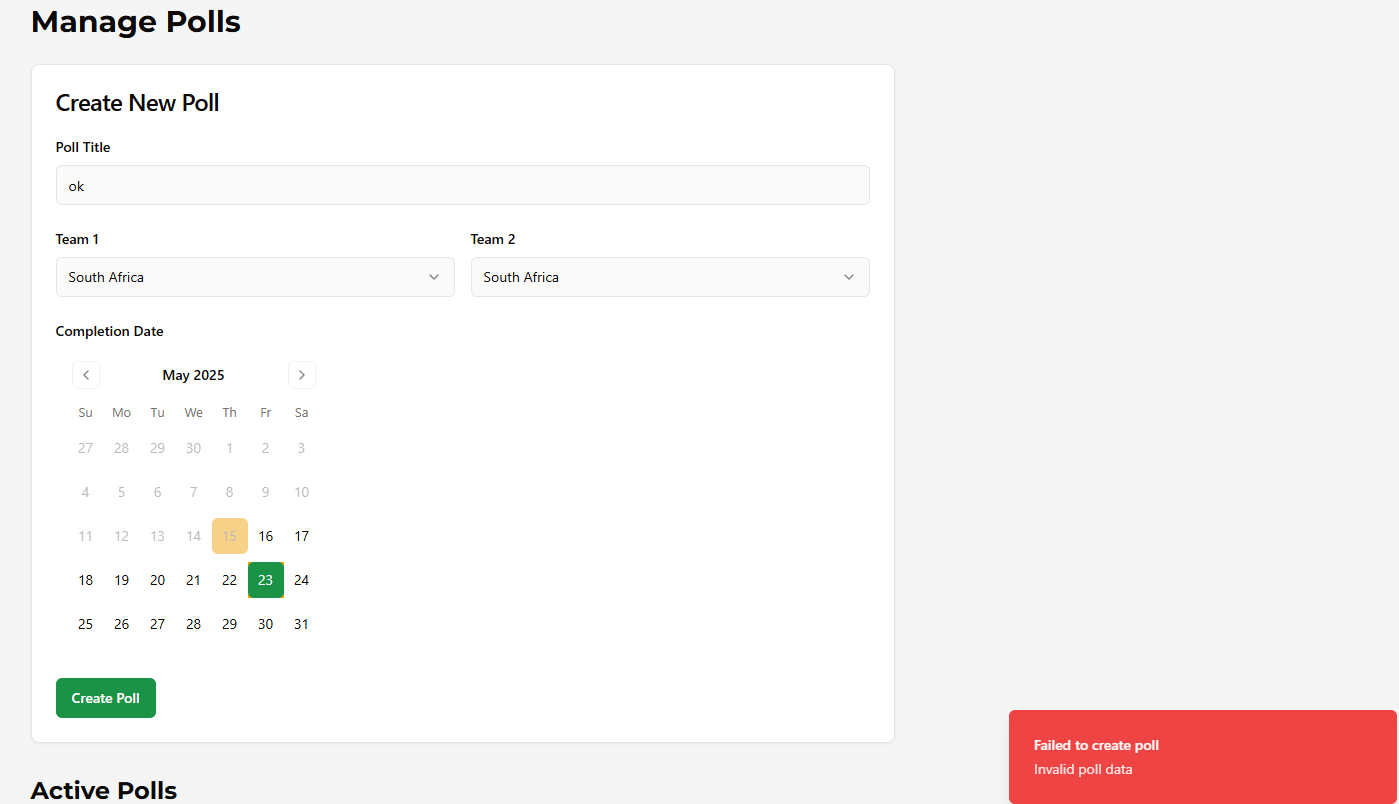 Manage Polls
Create New Poll
Poll Title
ok
Team 1 Team 2
South Africa South Africa
Completion Date
May 2025
Su Mo Tu We Th Fr Sa
27 28 29 30 1 2 3
4 5 6 7 8 9 10
11 12 13 14 15 16 17
18 19 20 21 22 23 24
25 26 27 28 29 30 31
Create Poll
Failed to create poll
Invalid poll data
Active Polls